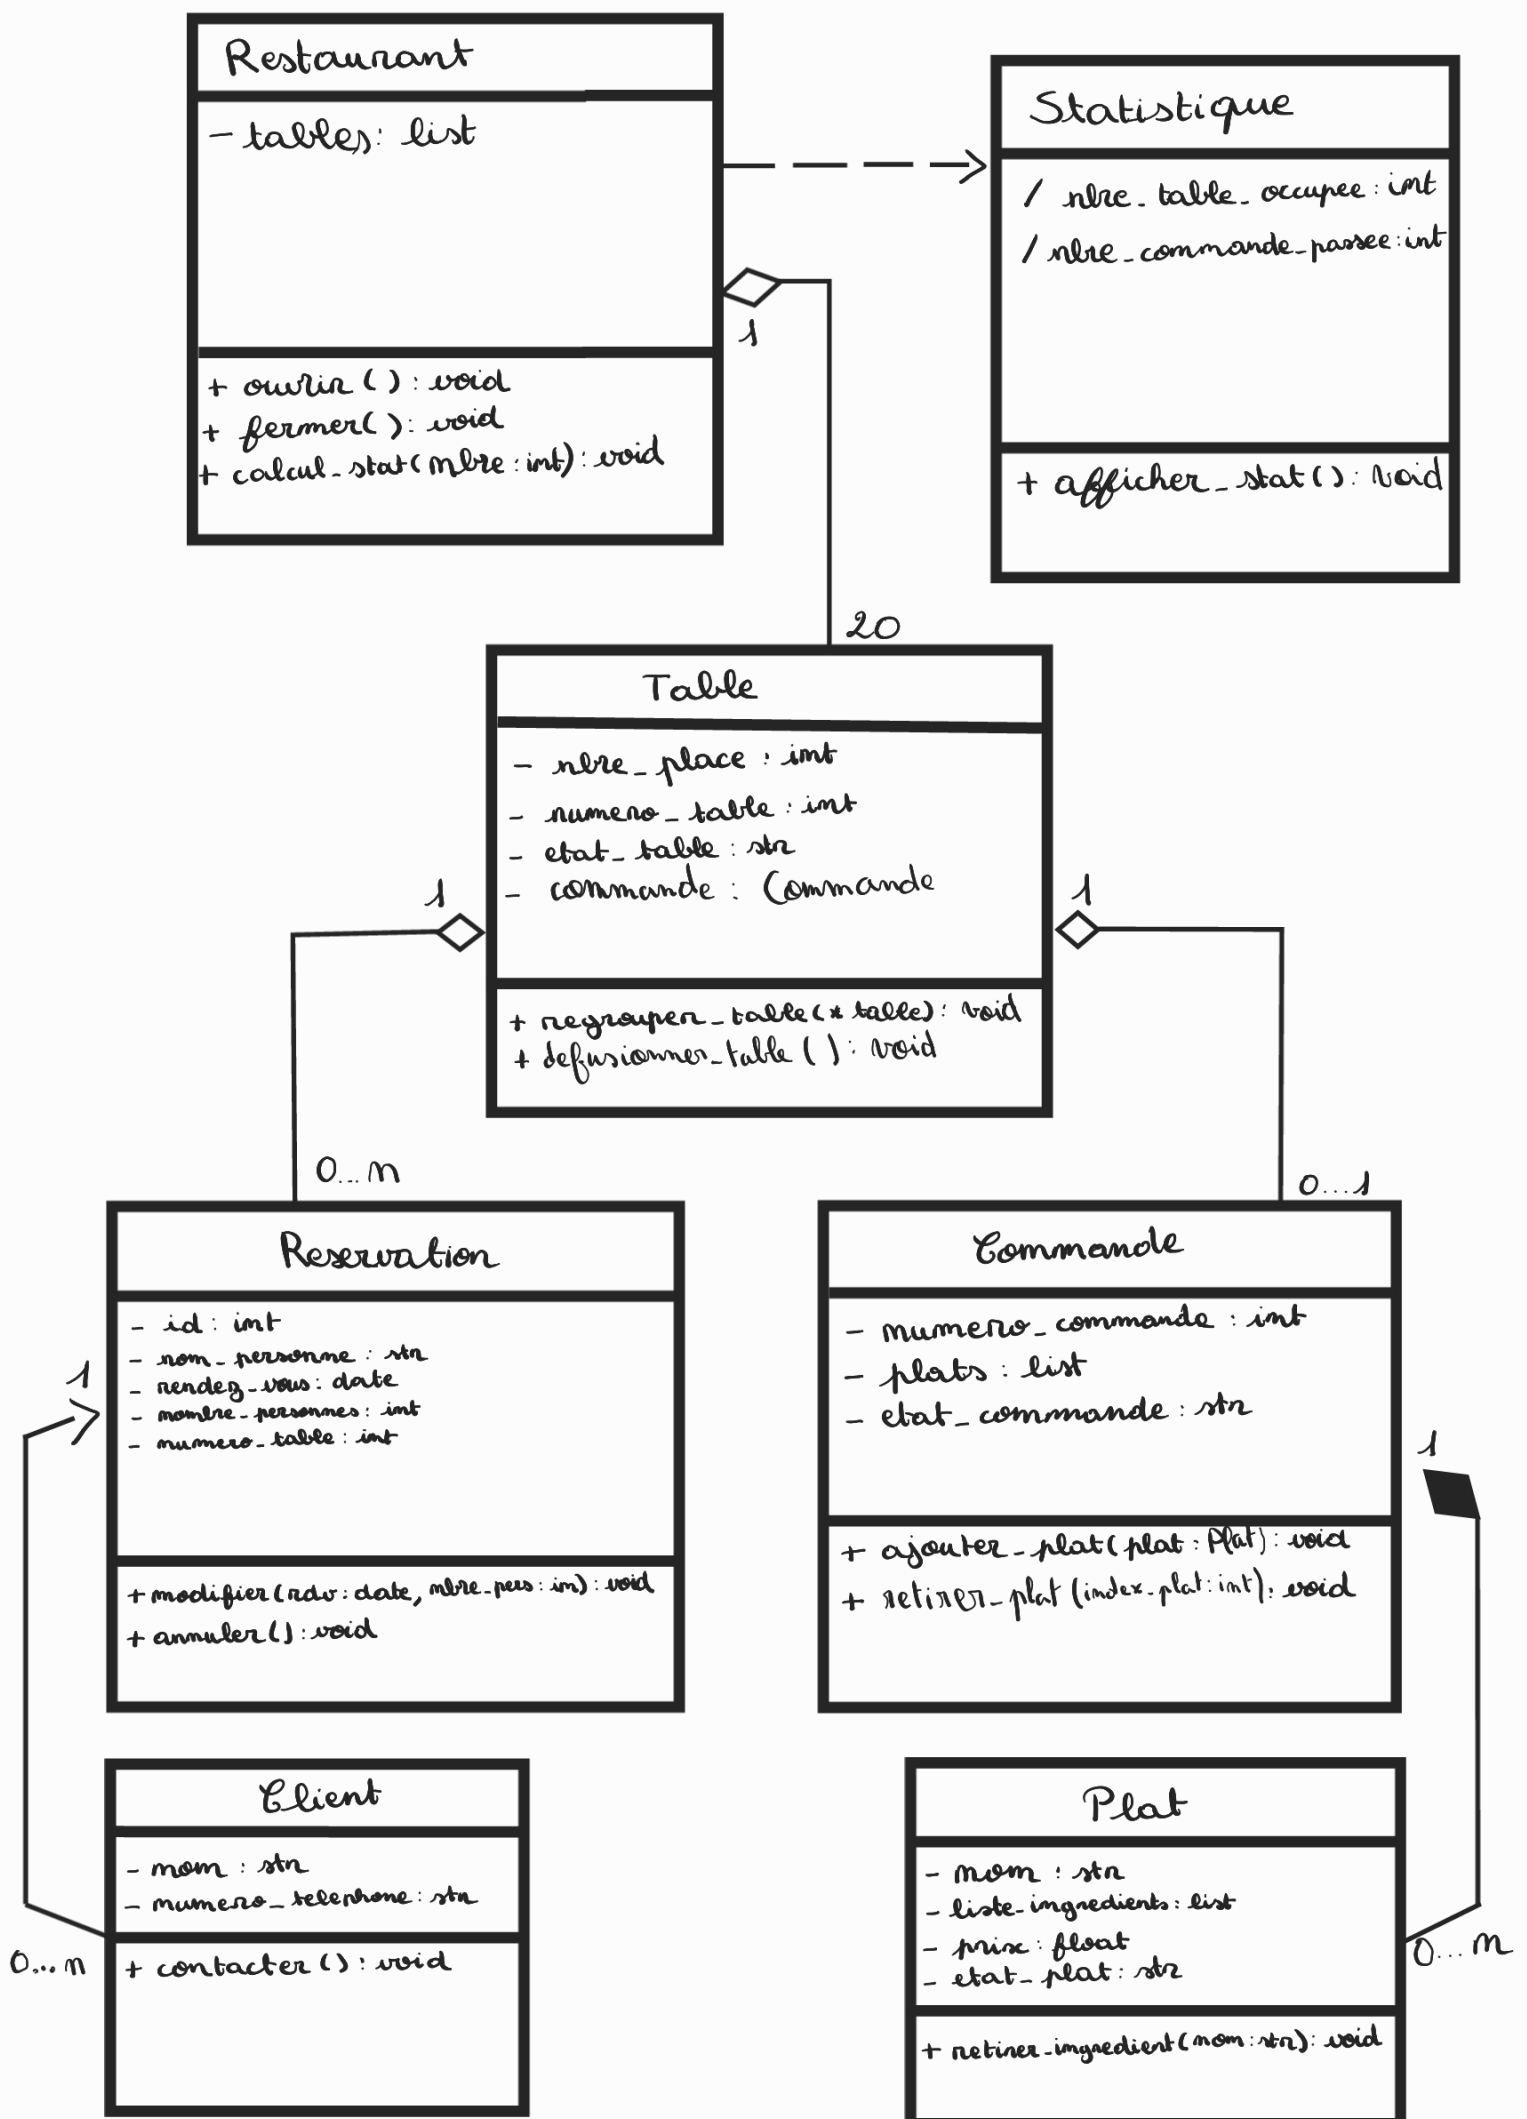 Restaurant
- tables: list
+ ouvrir ( ) : void
+ fermer( ) : void
+ calcul_stat( nbre : int) : void
Statistique
/ nbre_table_occupee : int
/ nbre_commande_passee : int
+ afficher_stat ( ) : void
1
20
Table
- nbre_place : int
- numero_table : int
- etat_table : str
- commande : Commande
+ regrouper_table (* table) : void
+ defusionner_table ( ) : void
1
1
0...n
0...1
Reservation
- id : int
- nom_personne : str
- rendez_vous : date
- nombre_personnes : int
- numero_table : int
+ modifier (rdv : date, nbre_pers : in) : void
+ annuler ( ) : void
Commande
- numero_commande : int
- plats : list
- etat_commande : str
+ ajouter_plat ( plat : Plat) : void
+ retirer_plat (index_plat : int) : void
1
1
Client
- nom : str
- numero_telephone : str
+ contacter ( ) : void
0...n
Plat
- nom : str
- liste_ingredients : list
- prix : float
- etat_plat : str
+ retirer_ingredient ( nom : str) : void
0...n